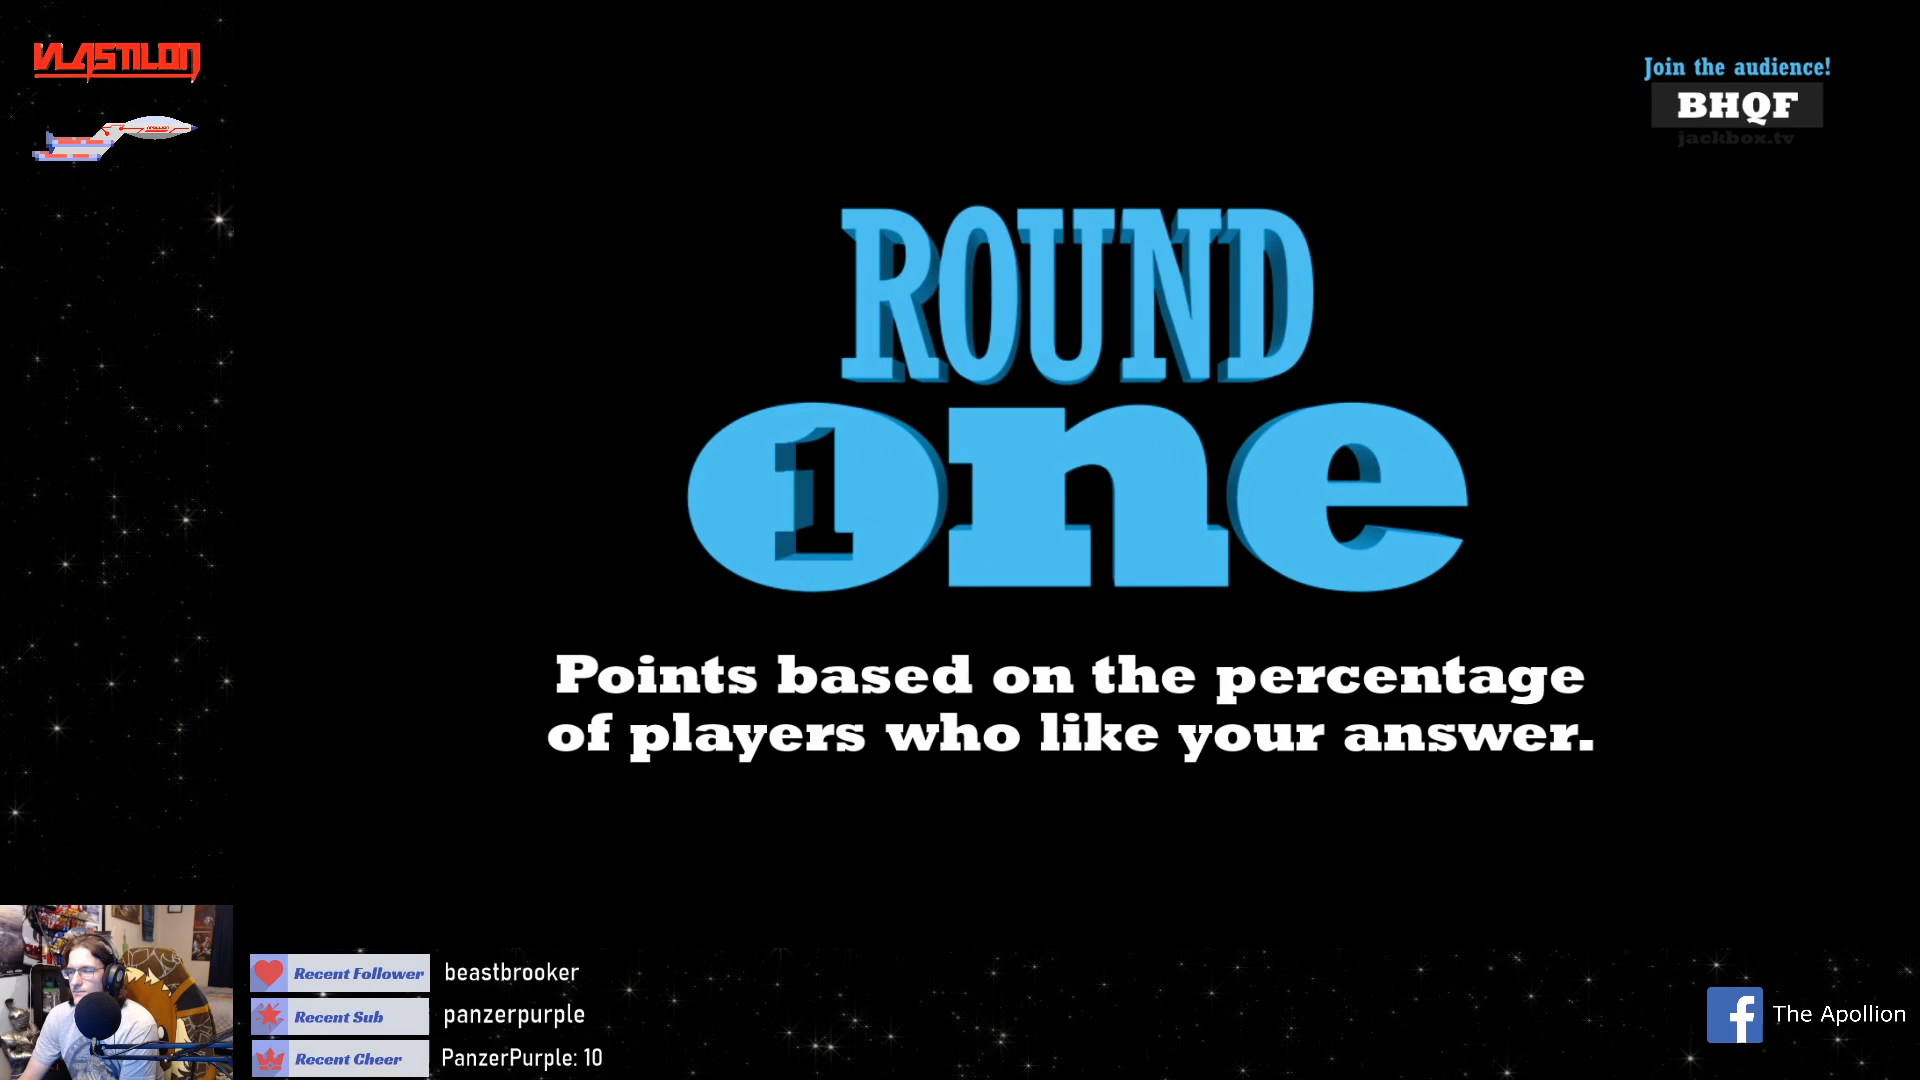 VLASTILON
APOLLION
Join the audience!
BHQF
jackbox.tv
ROUND
one
1
Points based on the percentage
of players who like your answer.
Recent Follower beastbrooker
Recent Sub panzerpurple
Recent Cheer PanzerPurple: 10
The Apollion